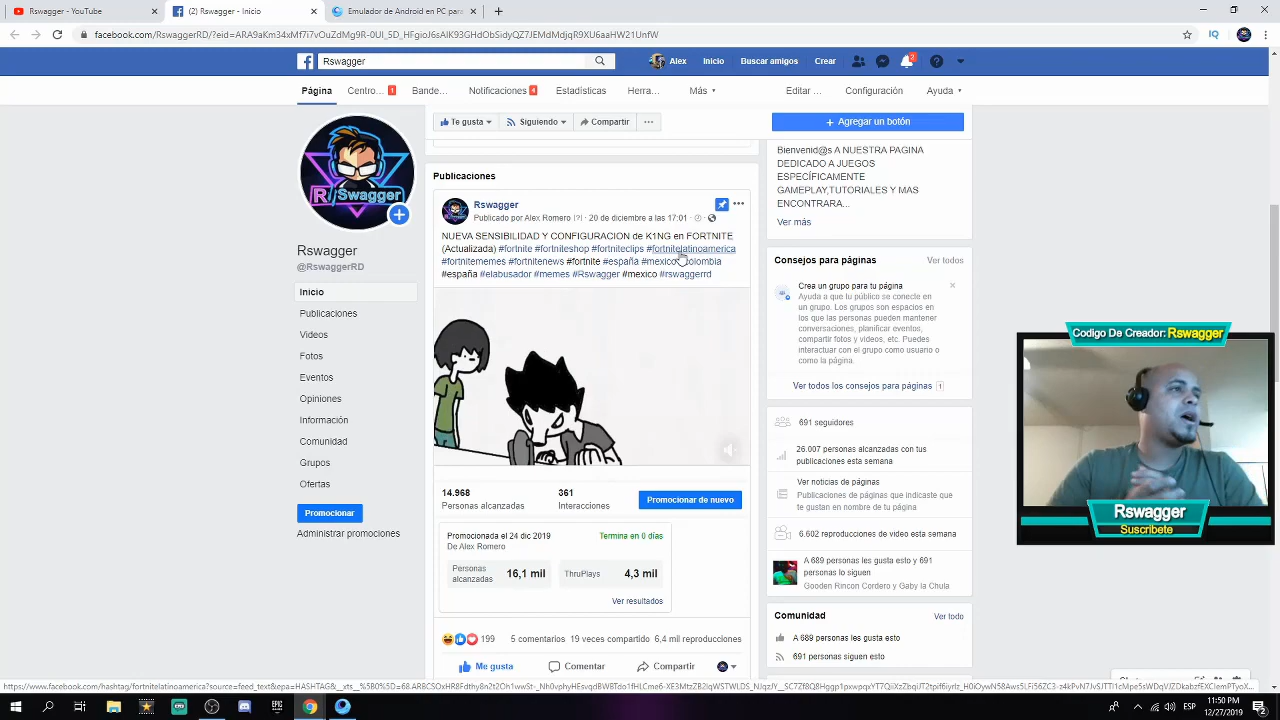 Rswagger - YouTube
(2) Rswagger - Inicio
Emulador de Android en PC para
facebook.com/RswaggerRD/
Rswagger
Alex
Inicio
Buscar amigos
Crear
2
Página
Centro... 1
Bande...
Notificaciones 4
Estadísticas
Herra...
Más
Editar ...
Configuración
Ayuda
Te gusta
Siguiendo
Compartir
+ Agregar un botón
R/Swagger
Rswagger
@RswaggerRD
Inicio
Publicaciones
Videos
Fotos
Eventos
Opiniones
Información
Comunidad
Grupos
Ofertas
Promocionar
Administrar promociones
Publicaciones
Rswagger
Publicado por Alex Romero [?] · 20 de diciembre a las 17:01 ·
NUEVA SENSIBILIDAD Y CONFIGURACION de K1NG en FORTNITE
(Actualizada) #fortnite #fortniteshop #fortniteclips #fortnitelatinoamerica
#fortnitememes #fortnitenews #fortnite #españa #mexico
#españa #elabusador #memes #Rswagger #mexico #rswaggerrd
14.968
Personas alcanzadas
361
Interacciones
Promocionar de nuevo
Promocionada el 24 dic 2019
De Alex Romero
Termina en 0 días
Personas
alcanzadas
16,1 mil
ThruPlays
4,3 mil
Ver resultados
199
5 comentarios
19 veces compartido
6,4 mil reproducciones
Me gusta
Comentar
Compartir
Bienvenid@s A NUESTRA PAGINA
DEDICADO A JUEGOS
ESPECÍFICAMENTE
GAMEPLAY,TUTORIALES Y MAS
ENCONTRARA...
Ver más
Consejos para páginas
Ver todos
Crea un grupo para tu página
Ayuda a que tu público se conecte en
un grupo. Los grupos son espacios
en los que las personas pueden mantener
conversaciones, planificar eventos,
compartir fotos y videos, etc. Puedes
interactuar con el grupo como usuario o
como la página.
Ver todos los consejos para páginas 1
691 seguidores
26.007 personas alcanzadas con tus
publicaciones esta semana
Ver noticias de páginas
Publicaciones de páginas que indicaste que
te gustan en nombre de tu página
6.602 reproducciones de video esta semana
A 689 personas les gusta esto y 691
personas lo siguen
Gooden Rincon Cordero y Gaby la Chula
Comunidad
Ver todo
A 689 personas les gusta esto
691 personas siguen esto
Codigo De Creador: Rswagger
Rswagger
Suscribete
EPIC
ESP
11:50 PM
12/27/2019
2